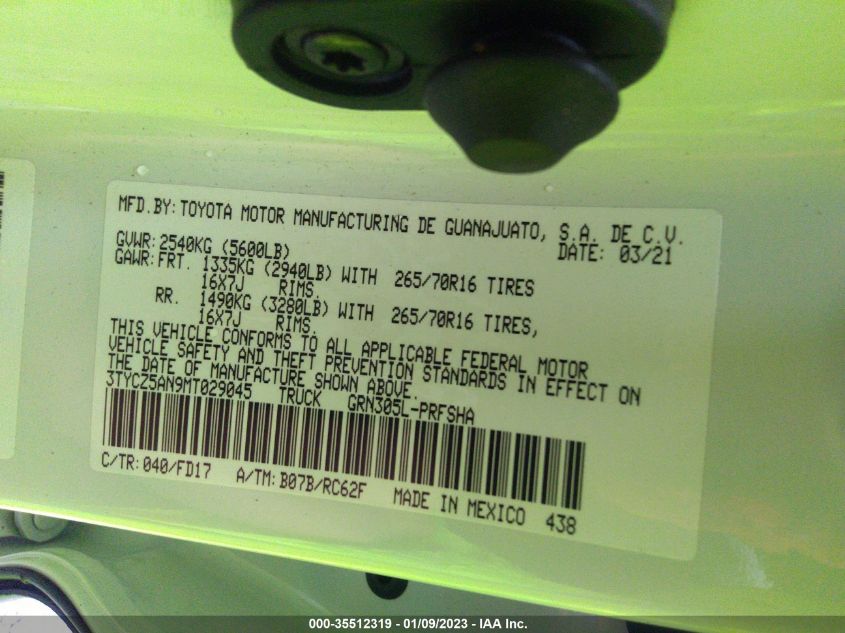 MFD.BY: TOYOTA MOTOR MANUFACTURING DE GUANAJUATO, S.A. DE C.V.
GVWR: 2540KG (5600LB) DATE: 03/21
GAWR: FRT. 1335KG (2940LB) WITH 265/70R16 TIRES
16X7J RIMS.
RR. 1490KG (3280LB) WITH 265/70R16 TIRES,
16X7J RIMS.
THIS VEHICLE CONFORMS TO ALL APPLICABLE FEDERAL MOTOR
VEHICLE SAFETY AND THEFT PREVENTION STANDARDS IN EFFECT ON
THE DATE OF MANUFACTURE SHOWN ABOVE.
3TYCZ5AN9MT029045 TRUCK GRN305L-PRFSHA
C/TR: 040/FD17 A/TM: B07B/RC62F MADE IN MEXICO 438
000-35512319 - 01/09/2023 - IAA Inc.